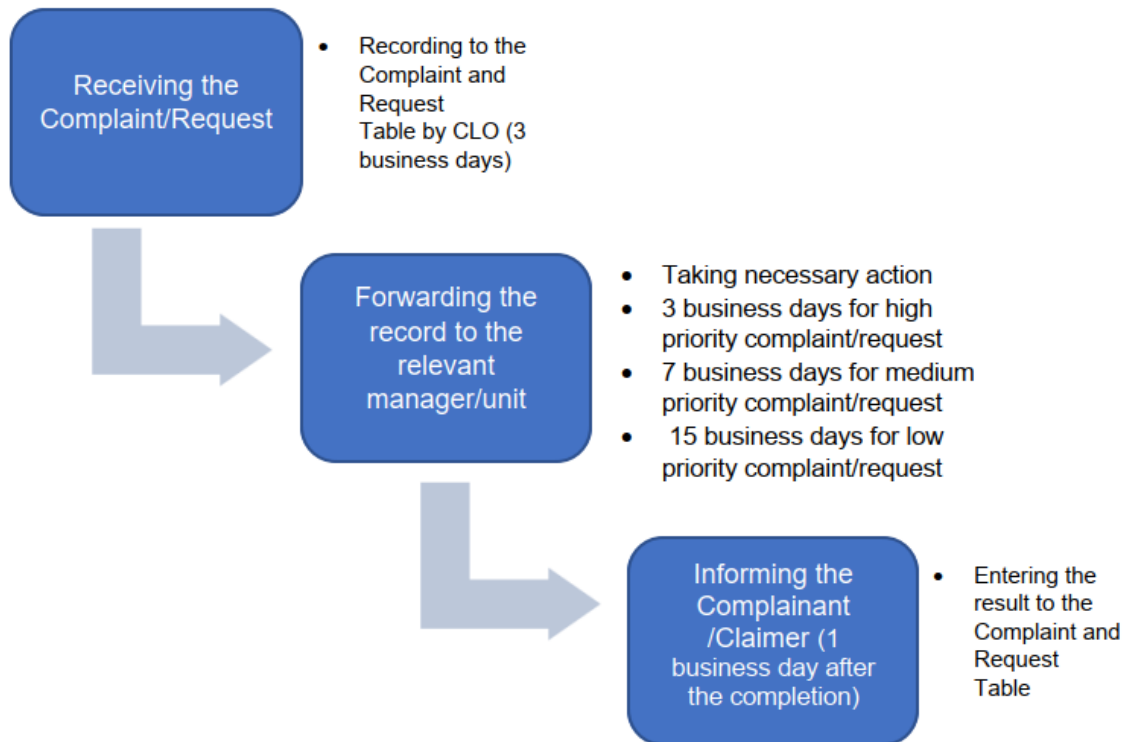 Receiving the
Complaint/Request
• Recording to the
Complaint and
Request
Table by CLO (3
business days)
Forwarding the
record to the
relevant
manager/unit
• Taking necessary action
• 3 business days for high
priority complaint/request
• 7 business days for medium
priority complaint/request
• 15 business days for low
priority complaint/request
Informing the
Complainant
/Claimer (1
business day after
the completion)
• Entering the
result to the
Complaint and
Request
Table